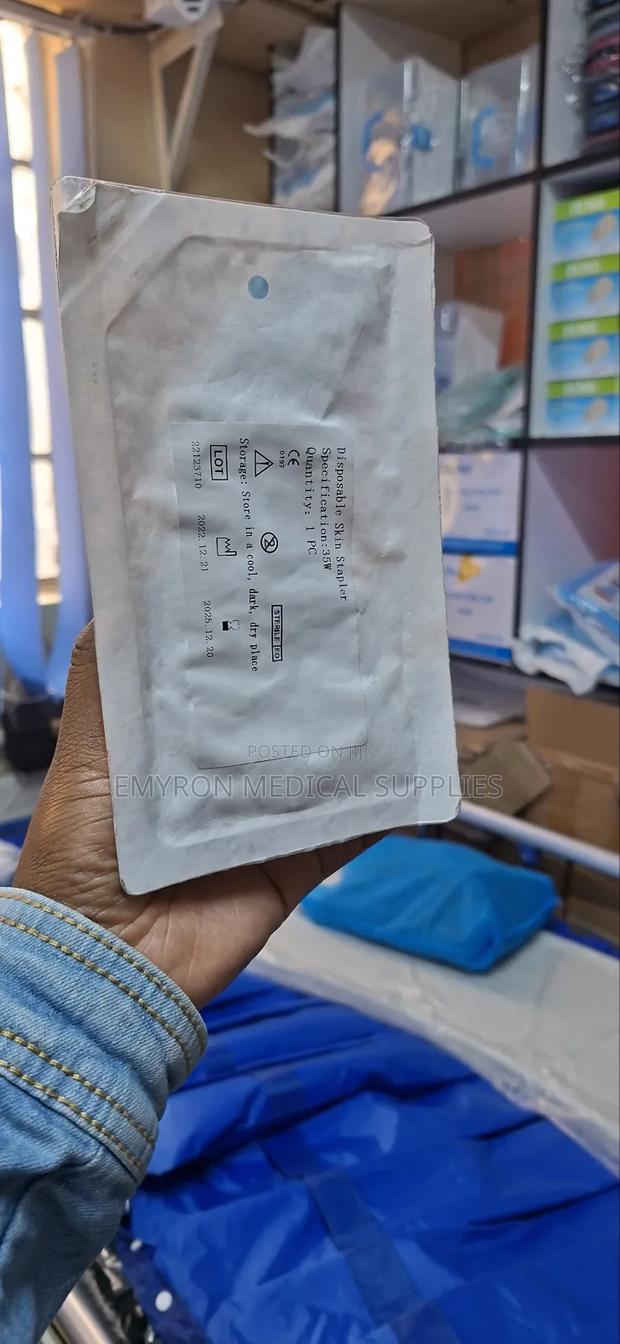 Disposable Skin Stapler
Specification:35W
Quantity: 1 PC
CE
0197
STERILE EO
Storage: Store in a cool, dark, dry place
LOT
22123710
2022.12.21
2025.12.20
POSTED ON JIJI
EMYRON MEDICAL SUPPLIES